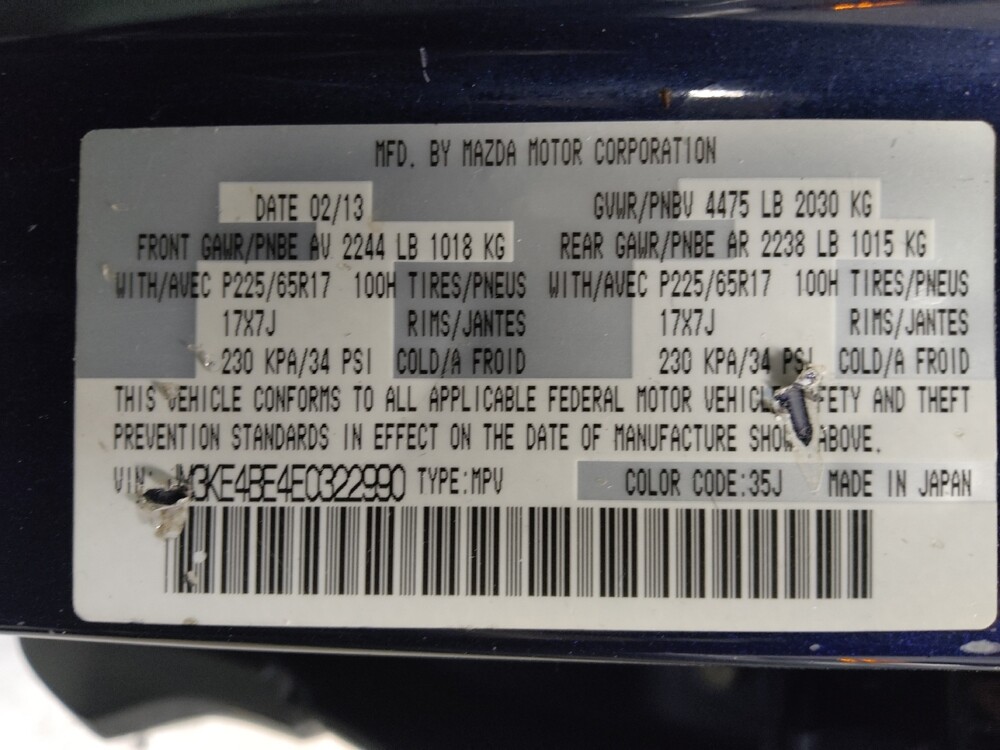 MFD. BY MAZDA MOTOR CORPORATION
DATE 02/13 GVWR/PNBV 4475 LB 2030 KG
FRONT GAWR/PNBE AV 2244 LB 1018 KG REAR GAWR/PNBE AR 2238 LB 1015 KG
WITH/AVEC P225/65R17 100H TIRES/PNEUS WITH/AVEC P225/65R17 100H TIRES/PNEUS
17X7J RIMS/JANTES 17X7J RIMS/JANTES
230 KPA/34 PSI COLD/A FROID 230 KPA/34 PSI COLD/A FROID
THIS VEHICLE CONFORMS TO ALL APPLICABLE FEDERAL MOTOR VEHICLE SAFETY AND THEFT
PREVENTION STANDARDS IN EFFECT ON THE DATE OF MANUFACTURE SHOWN ABOVE.
VIN: TYPE:MPV COLOR CODE:35J MADE IN JAPAN